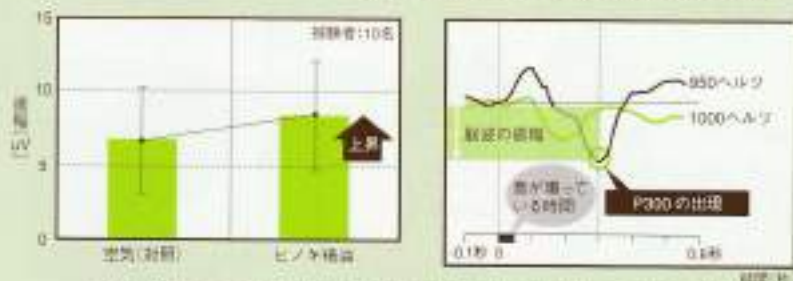 15
被験者：10名
10
上昇
5
0
空気（対照）
ヒノキ精油
950ヘルツ
1000ヘルツ
脳波の振幅
音が鳴って
いる時間
P300の出現
-0.1秒
0
0.6秒